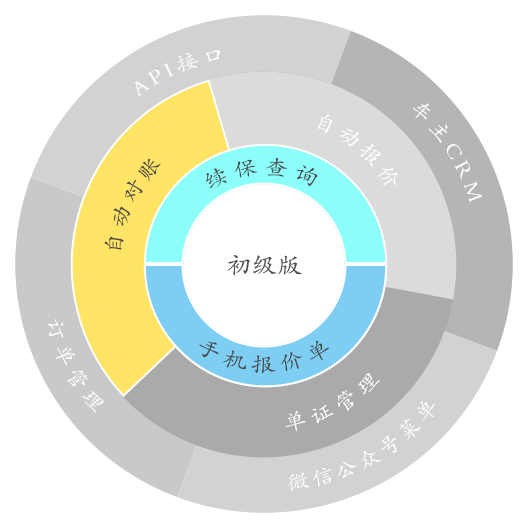 API接口
车主CRM
自动报价
自动对账
续保查询
初级版
手机报价单
单证管理
订单管理
微信公众号菜单